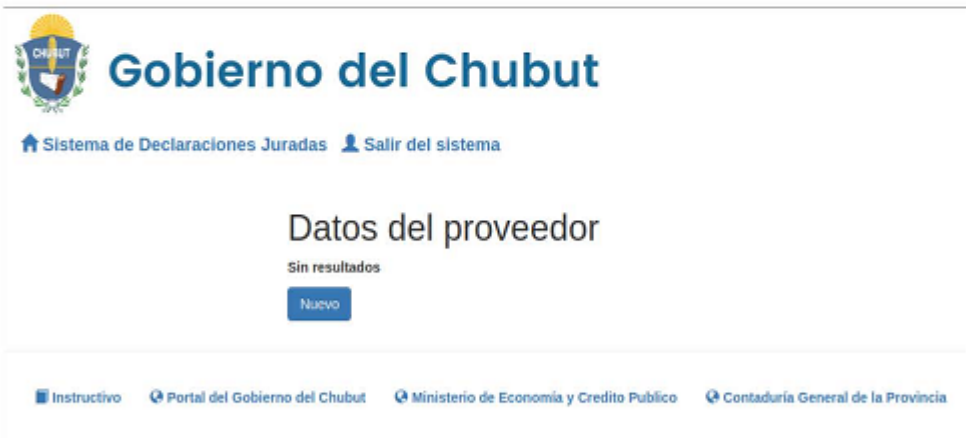 CHUBUT
Gobierno del Chubut
Sistema de Declaraciones Juradas Salir del sistema
Datos del proveedor
Sin resultados
Nuevo
Instructivo Portal del Gobierno del Chubut Ministerio de Economía y Credito Publico Contaduría General de la Provincia